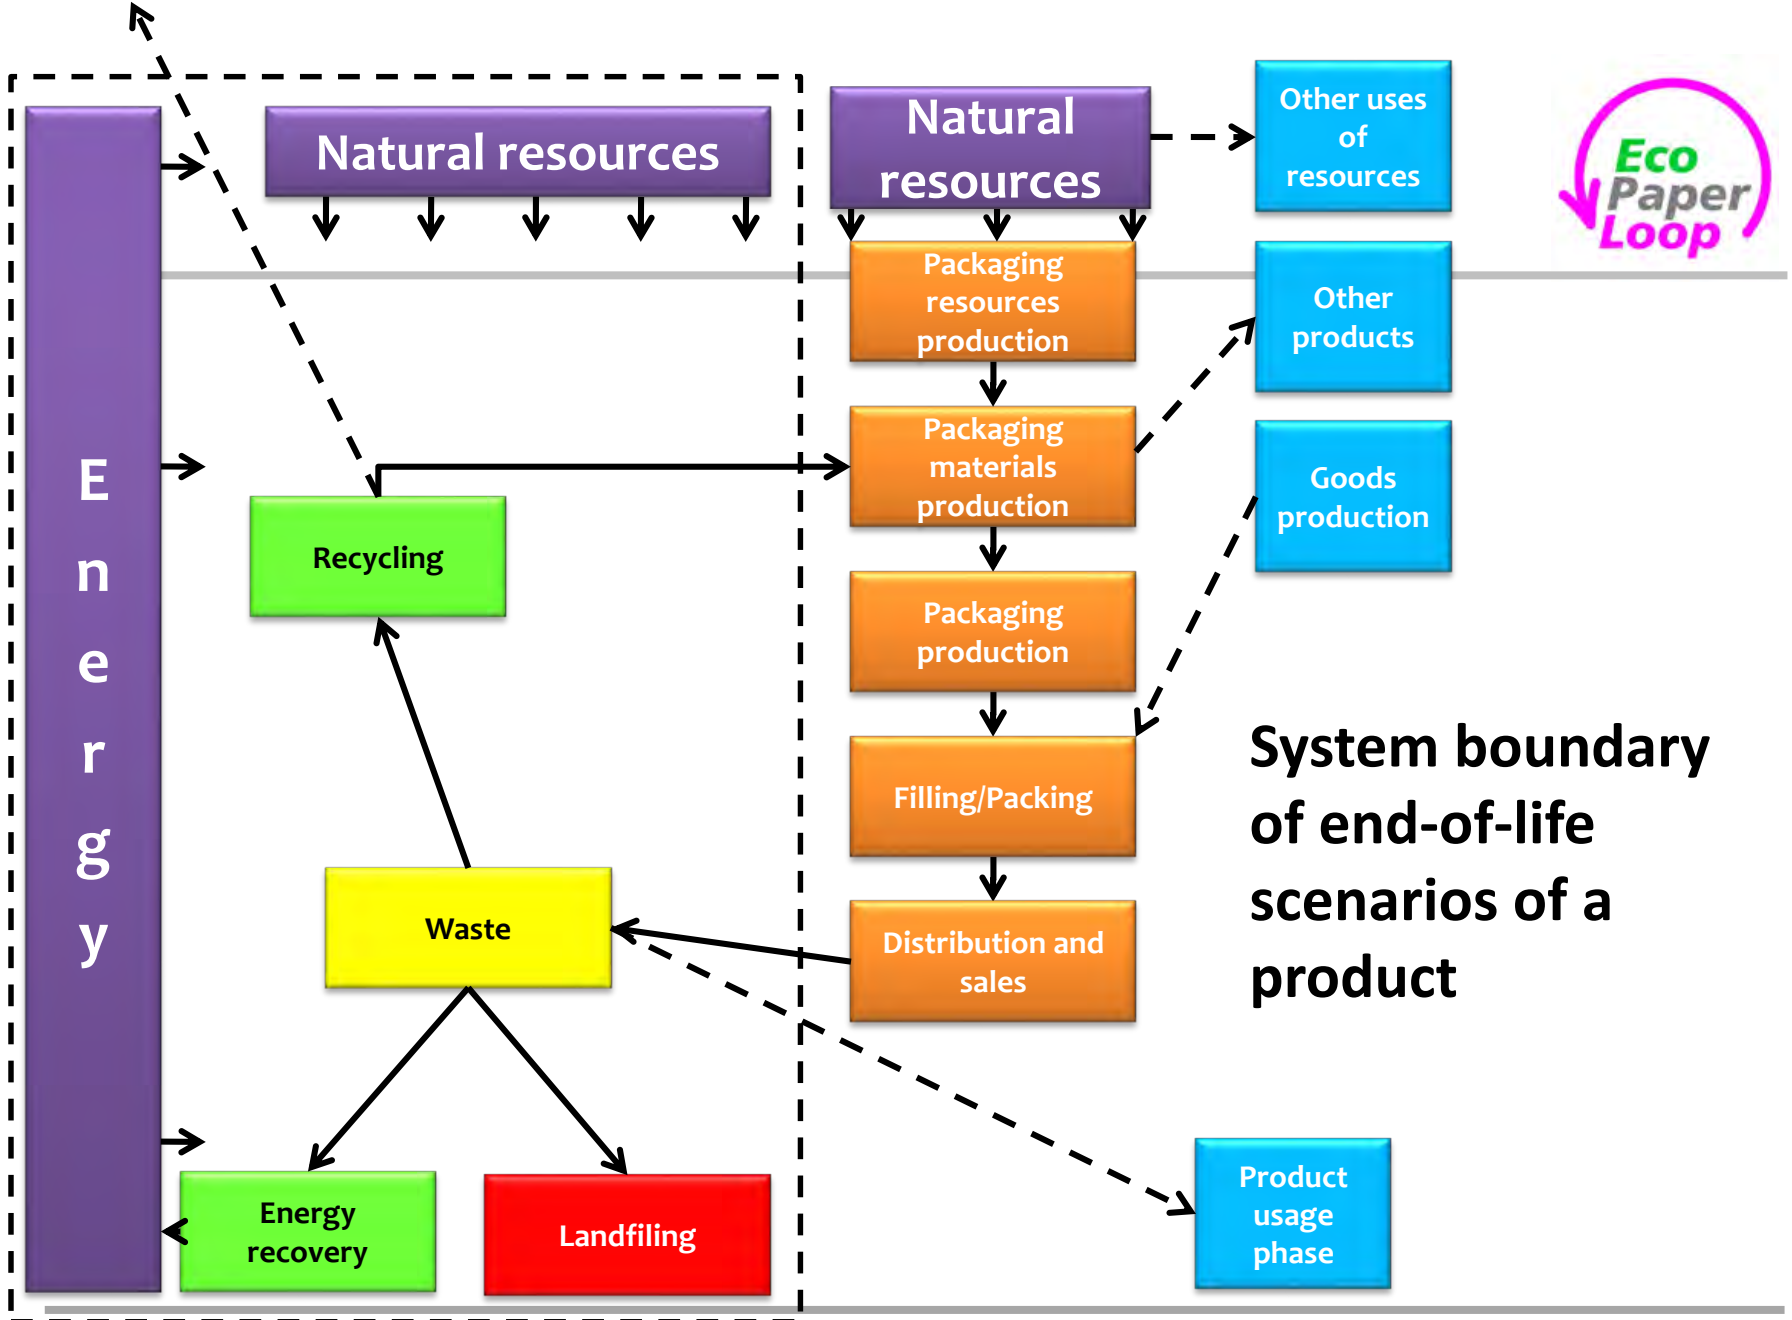 E
n
e
r
g
y
Natural resources
Natural
resources
Other uses
of
resources
Eco
Paper
Loop
Packaging
resources
production
Other
products
Packaging
materials
production
Goods
production
Recycling
Packaging
production
Filling/Packing
System boundary
of end-of-life
scenarios of a
product
Waste
Distribution and
sales
Energy
recovery
Landfiling
Product
usage
phase